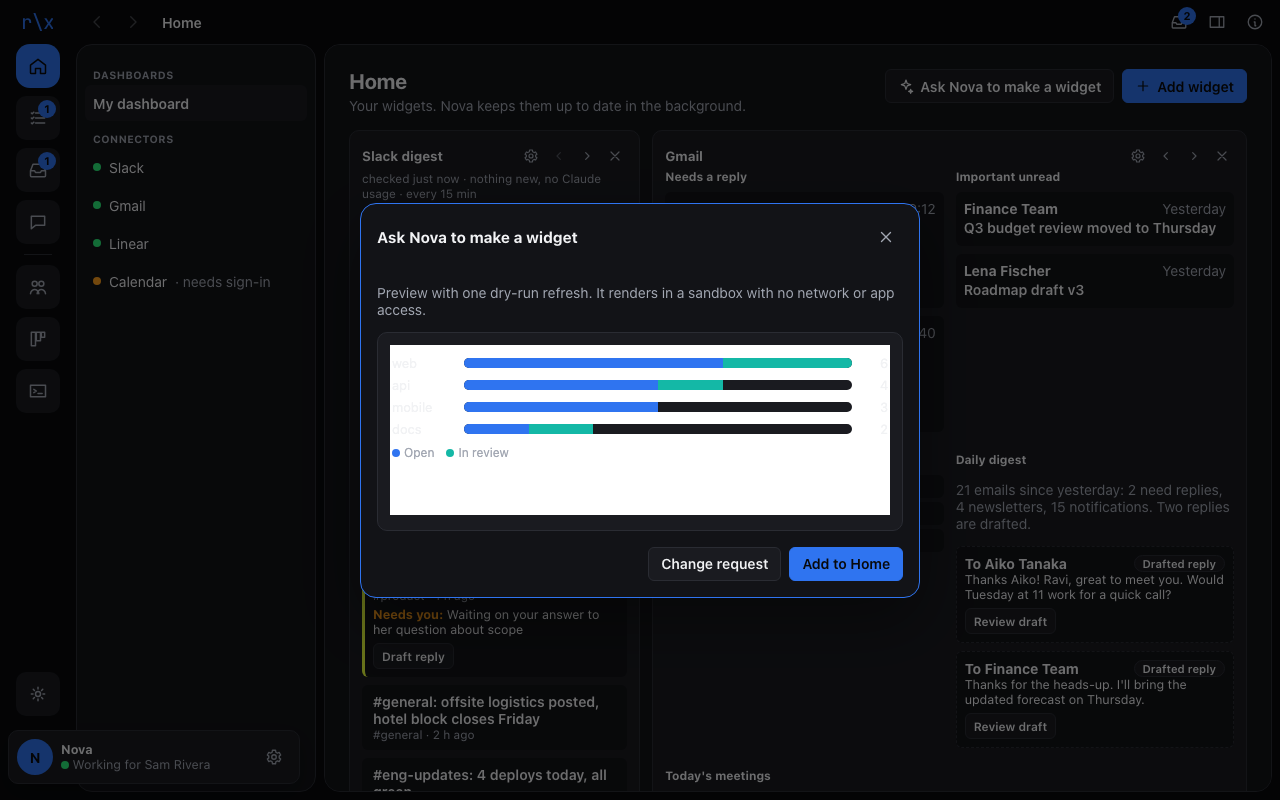 r\x
Home
2
DASHBOARDS
My dashboard
CONNECTORS
Slack
Gmail
Linear
Calendar · needs sign-in
1
1
Nova
Working for Sam Rivera
N
Home
Your widgets. Nova keeps them up to date in the background.
Ask Nova to make a widget
Add widget
Slack digest
checked just now · nothing new, no Claude
usage · every 15 min
Gmail
Needs a reply
Important unread
Finance Team Yesterday
Q3 budget review moved to Thursday
Lena Fischer Yesterday
Roadmap draft v3
Ask Nova to make a widget
Preview with one dry-run refresh. It renders in a sandbox with no network or app
access.
web 6
api 4
mobile 3
docs 2
Open In review
Change request
Add to Home
Needs you: Waiting on your answer to
her question about scope
Draft reply
#general: offsite logistics posted,
hotel block closes Friday
#general · 2 h ago
#eng-updates: 4 deploys today, all
green
Daily digest
21 emails since yesterday: 2 need replies,
4 newsletters, 15 notifications. Two replies
are drafted.
To Aiko Tanaka Drafted reply
Thanks Aiko! Ravi, great to meet you. Would
Tuesday at 11 work for a quick call?
Review draft
To Finance Team Drafted reply
Thanks for the heads-up. I'll bring the
updated forecast on Thursday.
Review draft
Today's meetings